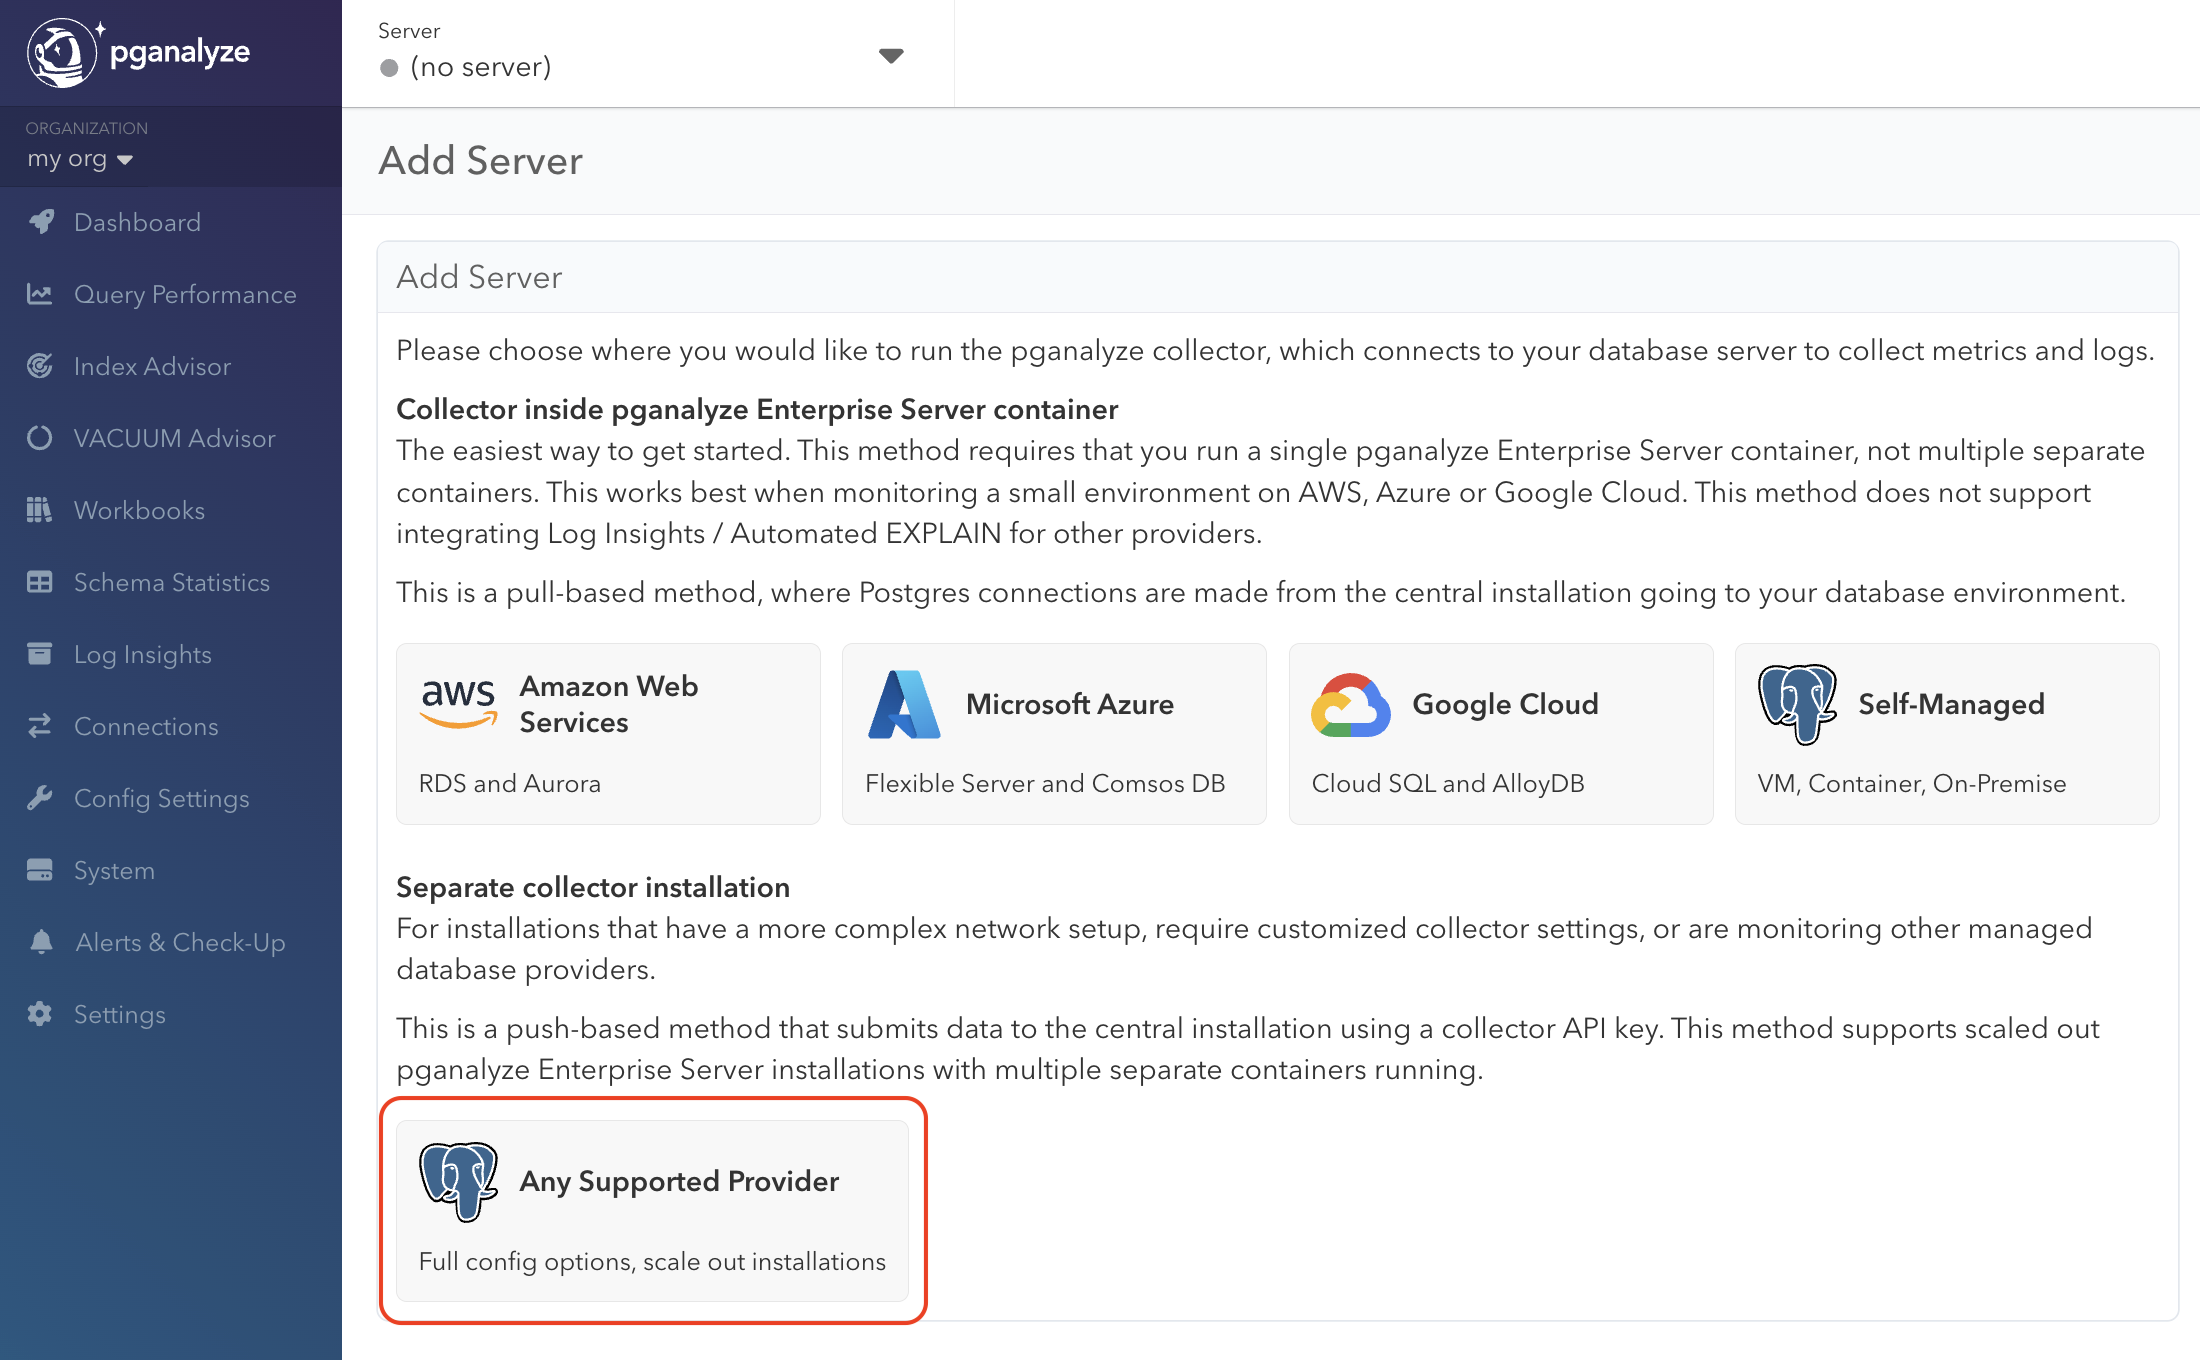 pganalyze
ORGANIZATION
my org
Dashboard
Query Performance
Index Advisor
VACUUM Advisor
Workbooks
Schema Statistics
Log Insights
Connections
Config Settings
System
Alerts & Check-Up
Settings
Server
(no server)
Add Server
Add Server
Please choose where you would like to run the pganalyze collector, which connects to your database server to collect metrics and logs.
Collector inside pganalyze Enterprise Server container
The easiest way to get started. This method requires that you run a single pganalyze Enterprise Server container, not multiple separate
containers. This works best when monitoring a small environment on AWS, Azure or Google Cloud. This method does not support
integrating Log Insights / Automated EXPLAIN for other providers.
This is a pull-based method, where Postgres connections are made from the central installation going to your database environment.
aws
Amazon Web
Services
RDS and Aurora
Microsoft Azure
Flexible Server and Comsos DB
Google Cloud
Cloud SQL and AlloyDB
Self-Managed
VM, Container, On-Premise
Separate collector installation
For installations that have a more complex network setup, require customized collector settings, or are monitoring other managed
database providers.
This is a push-based method that submits data to the central installation using a collector API key. This method supports scaled out
pganalyze Enterprise Server installations with multiple separate containers running.
Any Supported Provider
Full config options, scale out installations